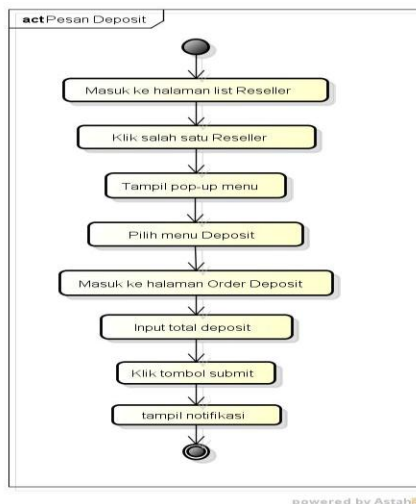 act Pesan Deposit
Masuk ke halaman list Reseller
Klik salah satu Reseller
Tampil pop-up menu
Pilih menu Deposit
Masuk ke halaman Order Deposit
Input total deposit
Klik tombol submit
tampil notifikasi
powered by